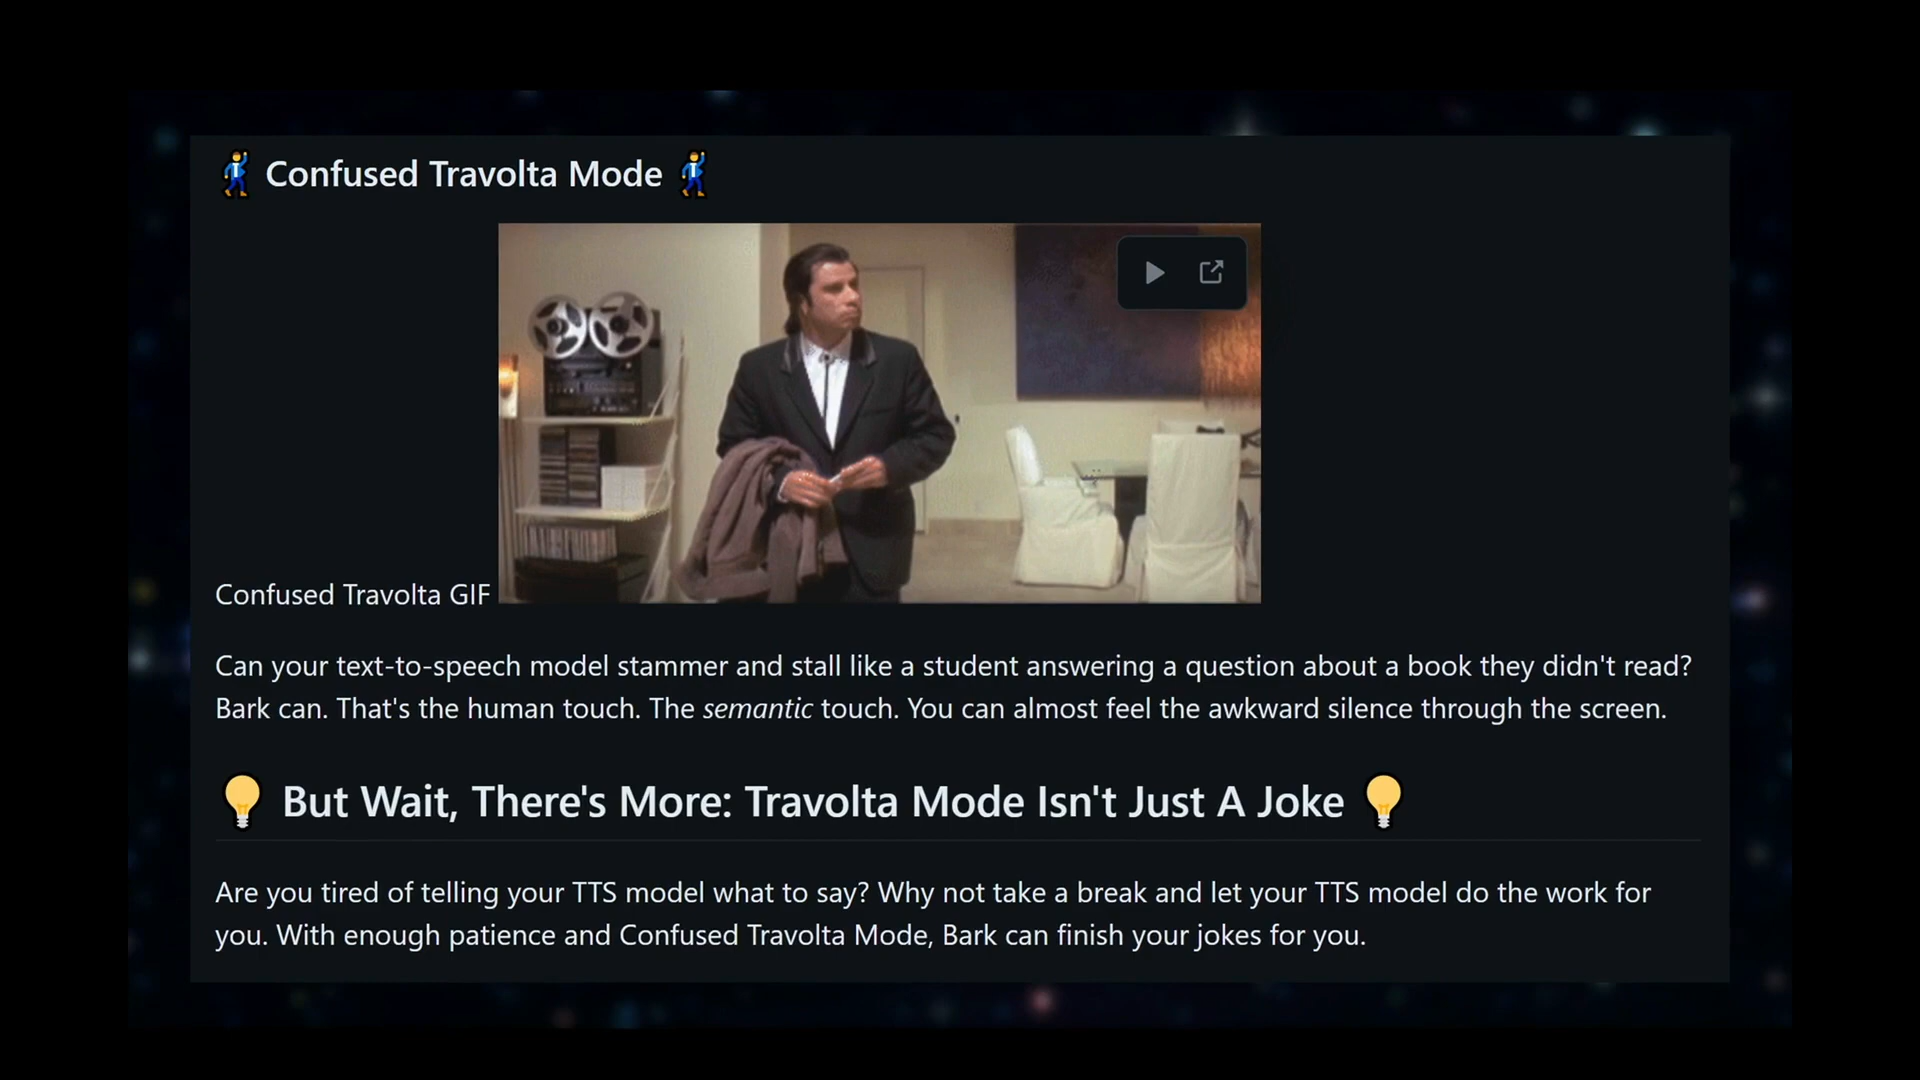 🕺 Confused Travolta Mode 🕺
Confused Travolta GIF
Can your text-to-speech model stammer and stall like a student answering a question about a book they didn't read?
Bark can. That's the human touch. The semantic touch. You can almost feel the awkward silence through the screen.
💡 But Wait, There's More: Travolta Mode Isn't Just A Joke 💡
Are you tired of telling your TTS model what to say? Why not take a break and let your TTS model do the work for
you. With enough patience and Confused Travolta Mode, Bark can finish your jokes for you.